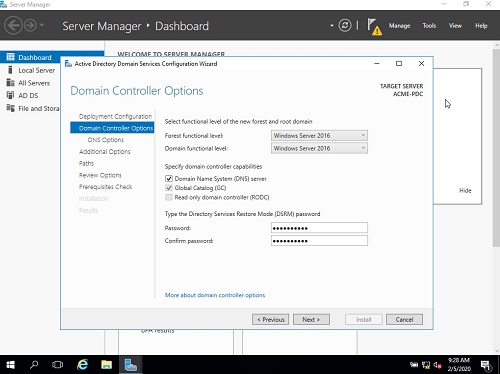 Server Manager
Server Manager • Dashboard
Manage Tools View Help
Dashboard
Local Server
All Servers
AD DS
File and Stora
WELCOME TO SERVER MANAGER
Active Directory Domain Services Configuration Wizard
Domain Controller Options
TARGET SERVER
ACME-PDC
Deployment Configuration
Domain Controller Options
DNS Options
Additional Options
Paths
Review Options
Prerequisites Check
Installation
Results
Select functional level of the new forest and root domain
Forest functional level: Windows Server 2016
Domain functional level: Windows Server 2016
Specify domain controller capabilities
Domain Name System (DNS) server
Global Catalog (GC)
Read only domain controller (RODC)
Type the Directory Services Restore Mode (DSRM) password
Password: ••••••••••
Confirm password: ••••••••••
More about domain controller options
< Previous Next > Install Cancel
Hide
BPA results
9:28 AM
2/5/2020